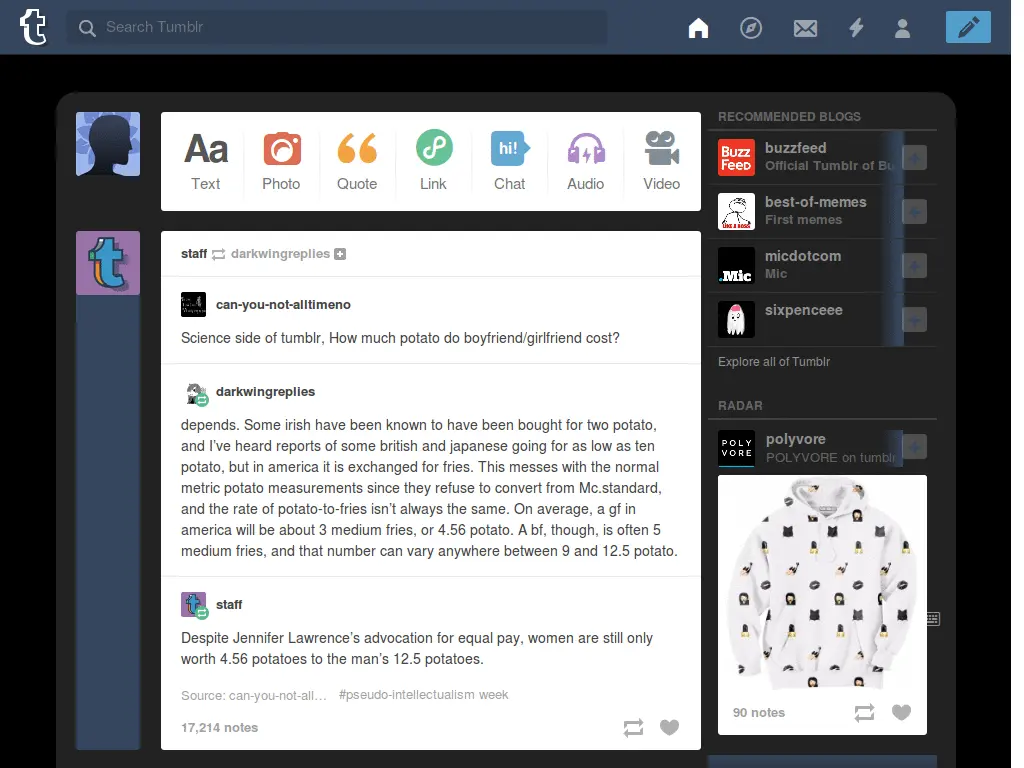 t
Search Tumblr
Aa
hi!
Text
Photo
Quote
Link
Chat
Audio
Video
staff darkwingreplies
can-you-not-alltimeno
Science side of tumblr, How much potato do boyfriend/girlfriend cost?
darkwingreplies
depends. Some irish have been known to have been bought for two potato,
and I've heard reports of some british and japanese going for as low as ten
potato, but in america it is exchanged for fries. This messes with the normal
metric potato measurements since they refuse to convert from Mc.standard,
and the rate of potato-to-fries isn't always the same. On average, a gf in
america will be about 3 medium fries, or 4.56 potato. A bf, though, is often 5
medium fries, and that number can vary anywhere between 9 and 12.5 potato.
staff
Despite Jennifer Lawrence's advocation for equal pay, women are still only
worth 4.56 potatoes to the man's 12.5 potatoes.
Source: can-you-not-all… #pseudo-intellectualism week
17,214 notes
RECOMMENDED BLOGS
Buzz
Feed
buzzfeed
Official Tumblr of Bu
LIKE A BOSS
best-of-memes
First memes
.Mic
micdotcom
Mic
sixpenceee
Explore all of Tumblr
RADAR
POLY
VORE
polyvore
POLYVORE on tumblr
90 notes